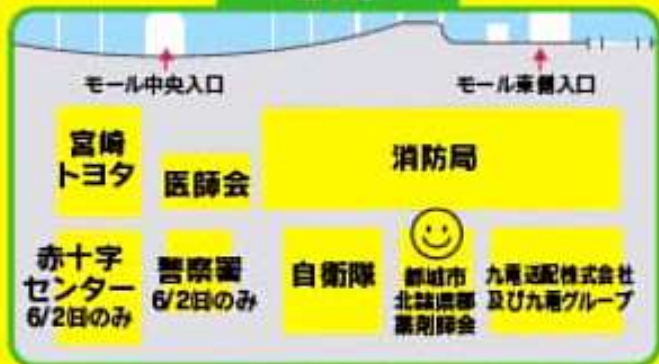 モール中央入口
モール東側入口
宮崎
トヨタ
医師会
消防局
赤十字
センター
6/2(日)のみ
警察署
6/2(日)のみ
自衛隊
都城市
北諸県郡
薬剤師会
九電送配株式会社
及び九電グループ